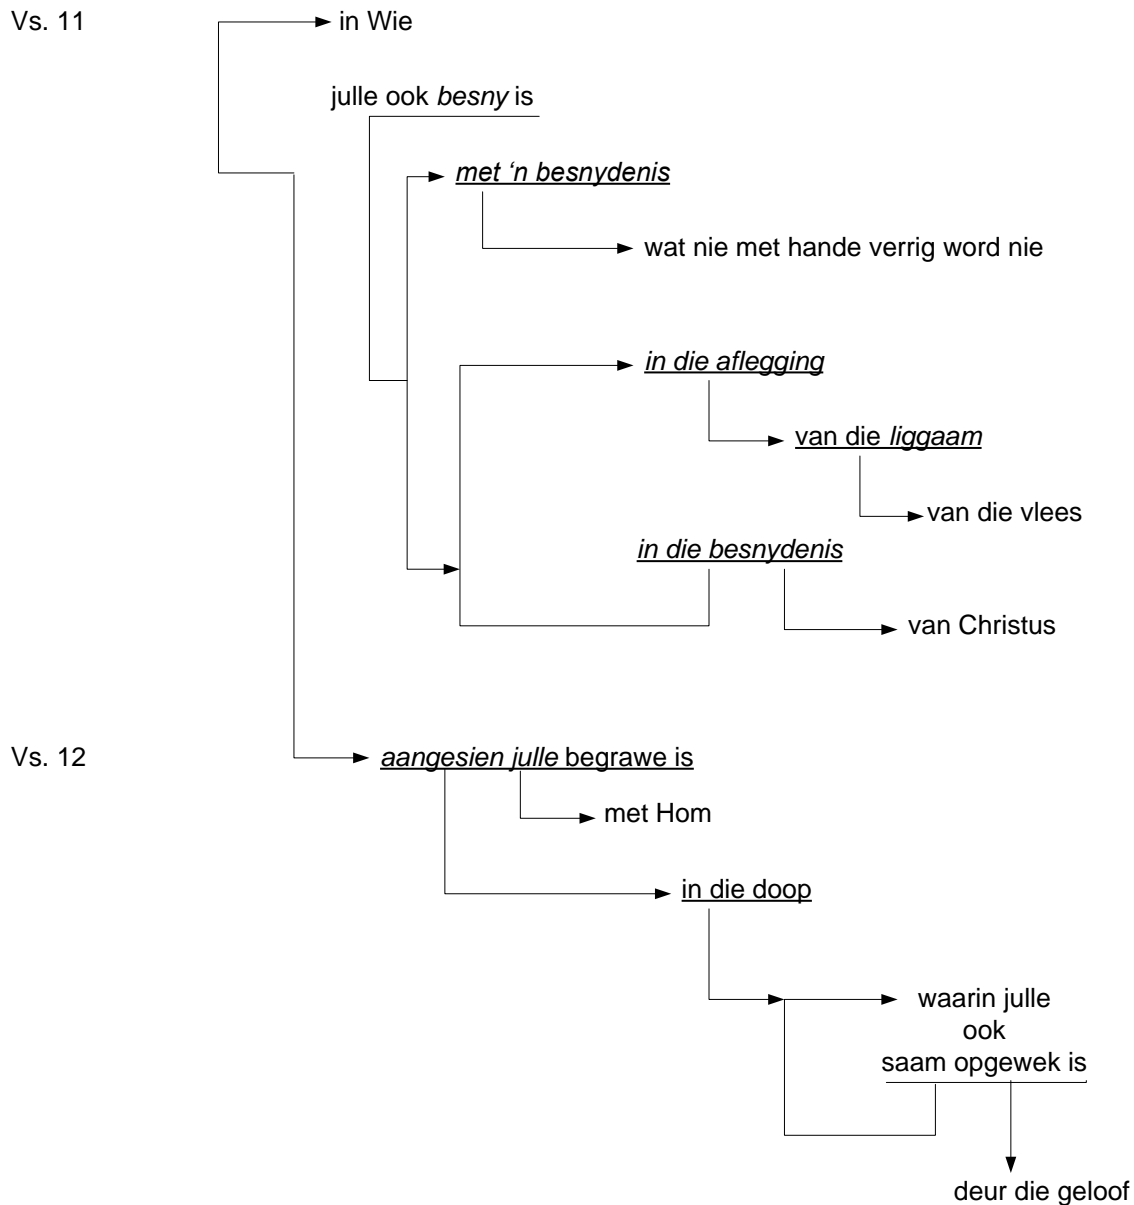 Vs. 11
in Wie
julle ook besny is
met ‘n besnydenis
wat nie met hande verrig word nie
in die aflegging
van die liggaam
van die vlees
in die besnydenis
van Christus
Vs. 12
aangesien julle begrawe is
met Hom
in die doop
waarin julle
ook
saam opgewek is
deur die geloof